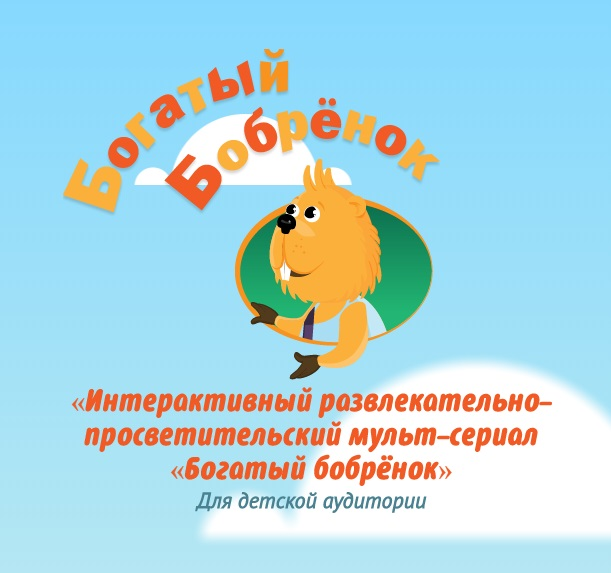 Богатый
Бобрёнок
«Интерактивный развлекательно-
просветительский мульт-сериал
«Богатый бобрёнок»
Для детской аудитории